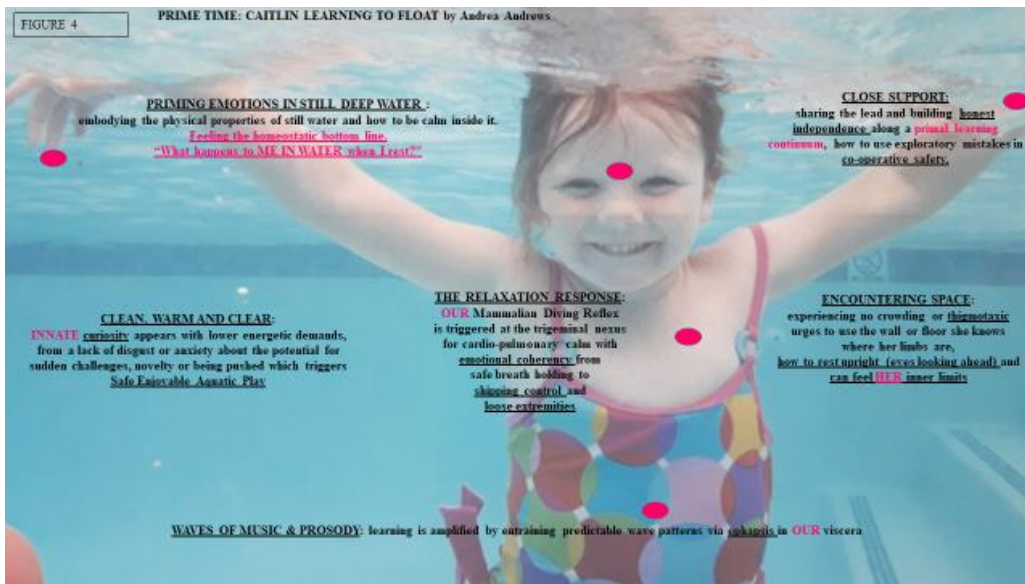 FIGURE 4
PRIME TIME: CAITLIN LEARNING TO FLOAT by Andrea Andrews
PRIMING EMOTIONS IN STILL DEEP WATER :
embodying the physical properties of still water and how to be calm inside it.
Feeling the homeostatic bottom line.
“What happens to ME IN WATER when I rest?”
CLOSE SUPPORT:
sharing the lead and building honest
independence along a primal learning
continuum, how to use exploratory mistakes in
co-operative safety.
CLEAN, WARM AND CLEAR:
INNATE curiosity appears with lower energetic demands,
from a lack of disgust or anxiety about the potential for
sudden challenges, novelty or being pushed which triggers
Safe Enjoyable Aquatic Play
THE RELAXATION RESPONSE:
OUR Mammalian Diving Reflex
is triggered at the trigeminal nexus
for cardio-pulmonary calm with
emotional coherency from
safe breath holding to
shipping control and
loose extremities
ENCOUNTERING SPACE:
experiencing no crowding or thigmotaxic
urges to use the wall or floor she knows
where her limbs are,
how to rest upright (eyes looking ahead) and
can feel HER inner limits
WAVES OF MUSIC & PROSODY: learning is amplified by entraining predictable wave patterns via ephapsis in OUR viscera